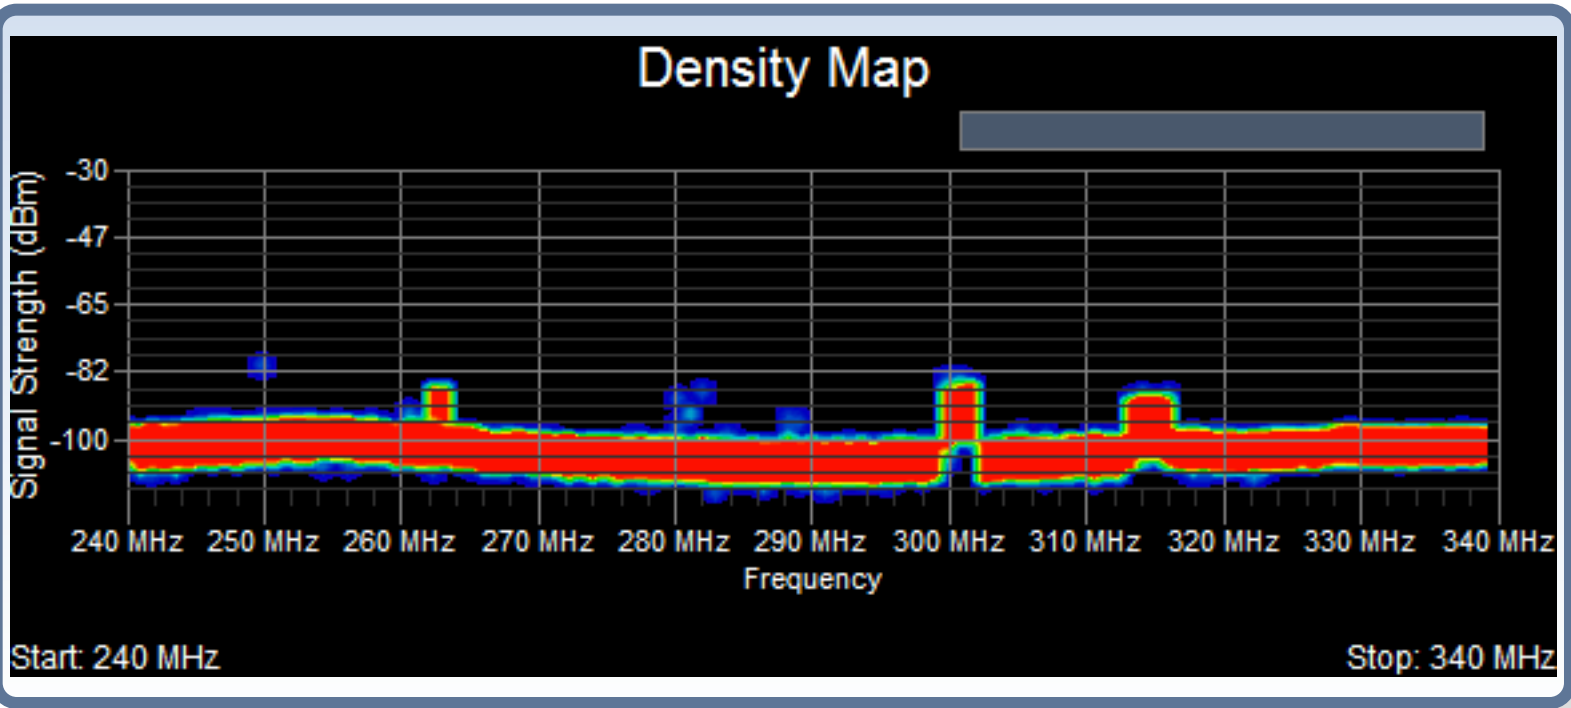 Density Map
Signal Strength (dBm)
-30
-47
-65
-82
-100
240 MHz 250 MHz 260 MHz 270 MHz 280 MHz 290 MHz 300 MHz 310 MHz 320 MHz 330 MHz 340 MHz
Frequency
Start: 240 MHz Stop: 340 MHz